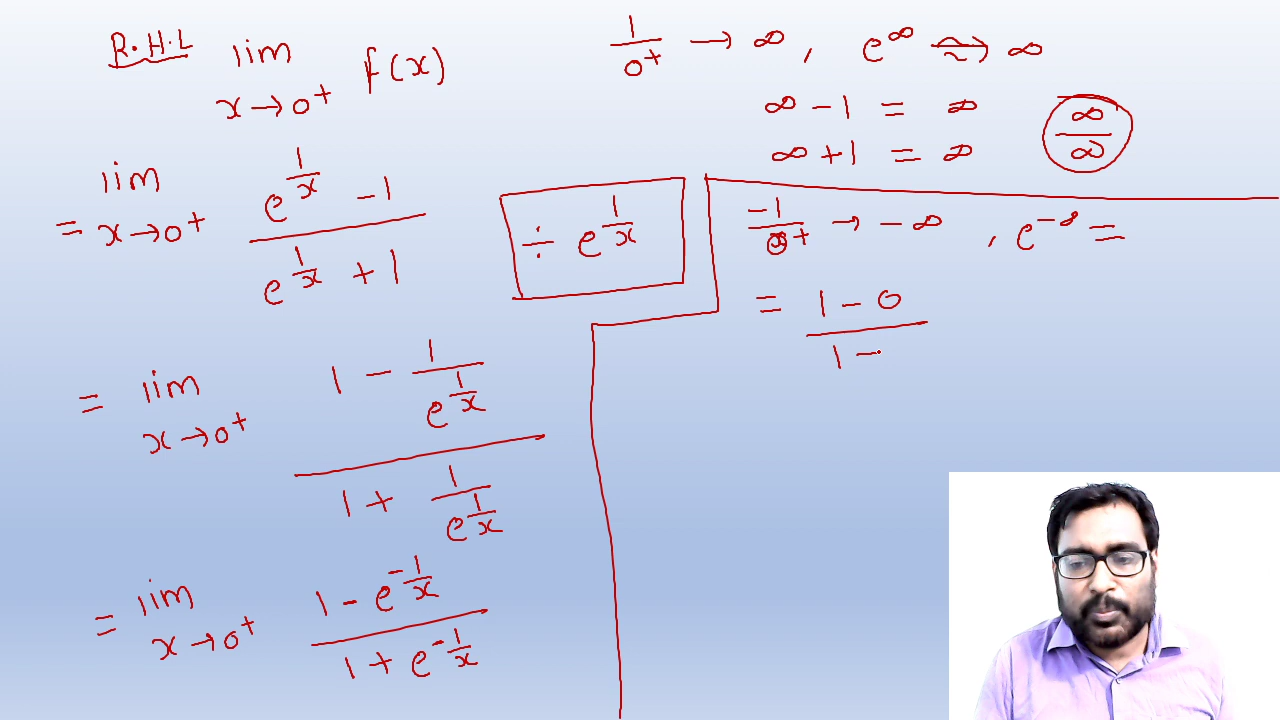 R.H.L lim x→0+ f(x)
= lim x→0+ (e^(1/x) - 1)/(e^(1/x) + 1)
÷ e^(1/x)
= lim x→0+ (1 - 1/e^(1/x))/(1 + 1/e^(1/x))
= lim x→0+ (1 - e^(-1/x))/(1 + e^(-1/x))
1/0+ → ∞, e^∞ → ∞
∞ - 1 = ∞
∞ + 1 = ∞
∞/∞
-1/0+ → -∞, e^(-∞) =
= (1 - 0)/(1 -